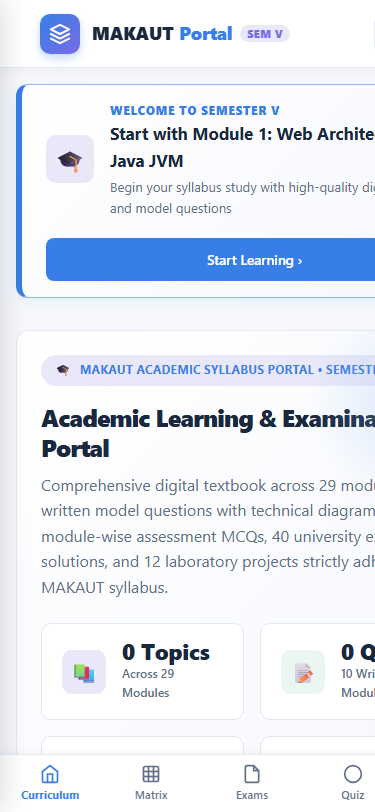 MAKAUT Portal SEM V
WELCOME TO SEMESTER V
Start with Module 1: Web Archite
Java JVM
Begin your syllabus study with high-quality dig
and model questions
Start Learning ›
MAKAUT ACADEMIC SYLLABUS PORTAL • SEMEST
Academic Learning & Examina
Portal
Comprehensive digital textbook across 29 modu
written model questions with technical diagram
module-wise assessment MCQs, 40 university e
solutions, and 12 laboratory projects strictly adh
MAKAUT syllabus.
0 Topics
Across 29
Modules
0 Q
10 Wri
Modul
Curriculum
Matrix
Exams
Quiz